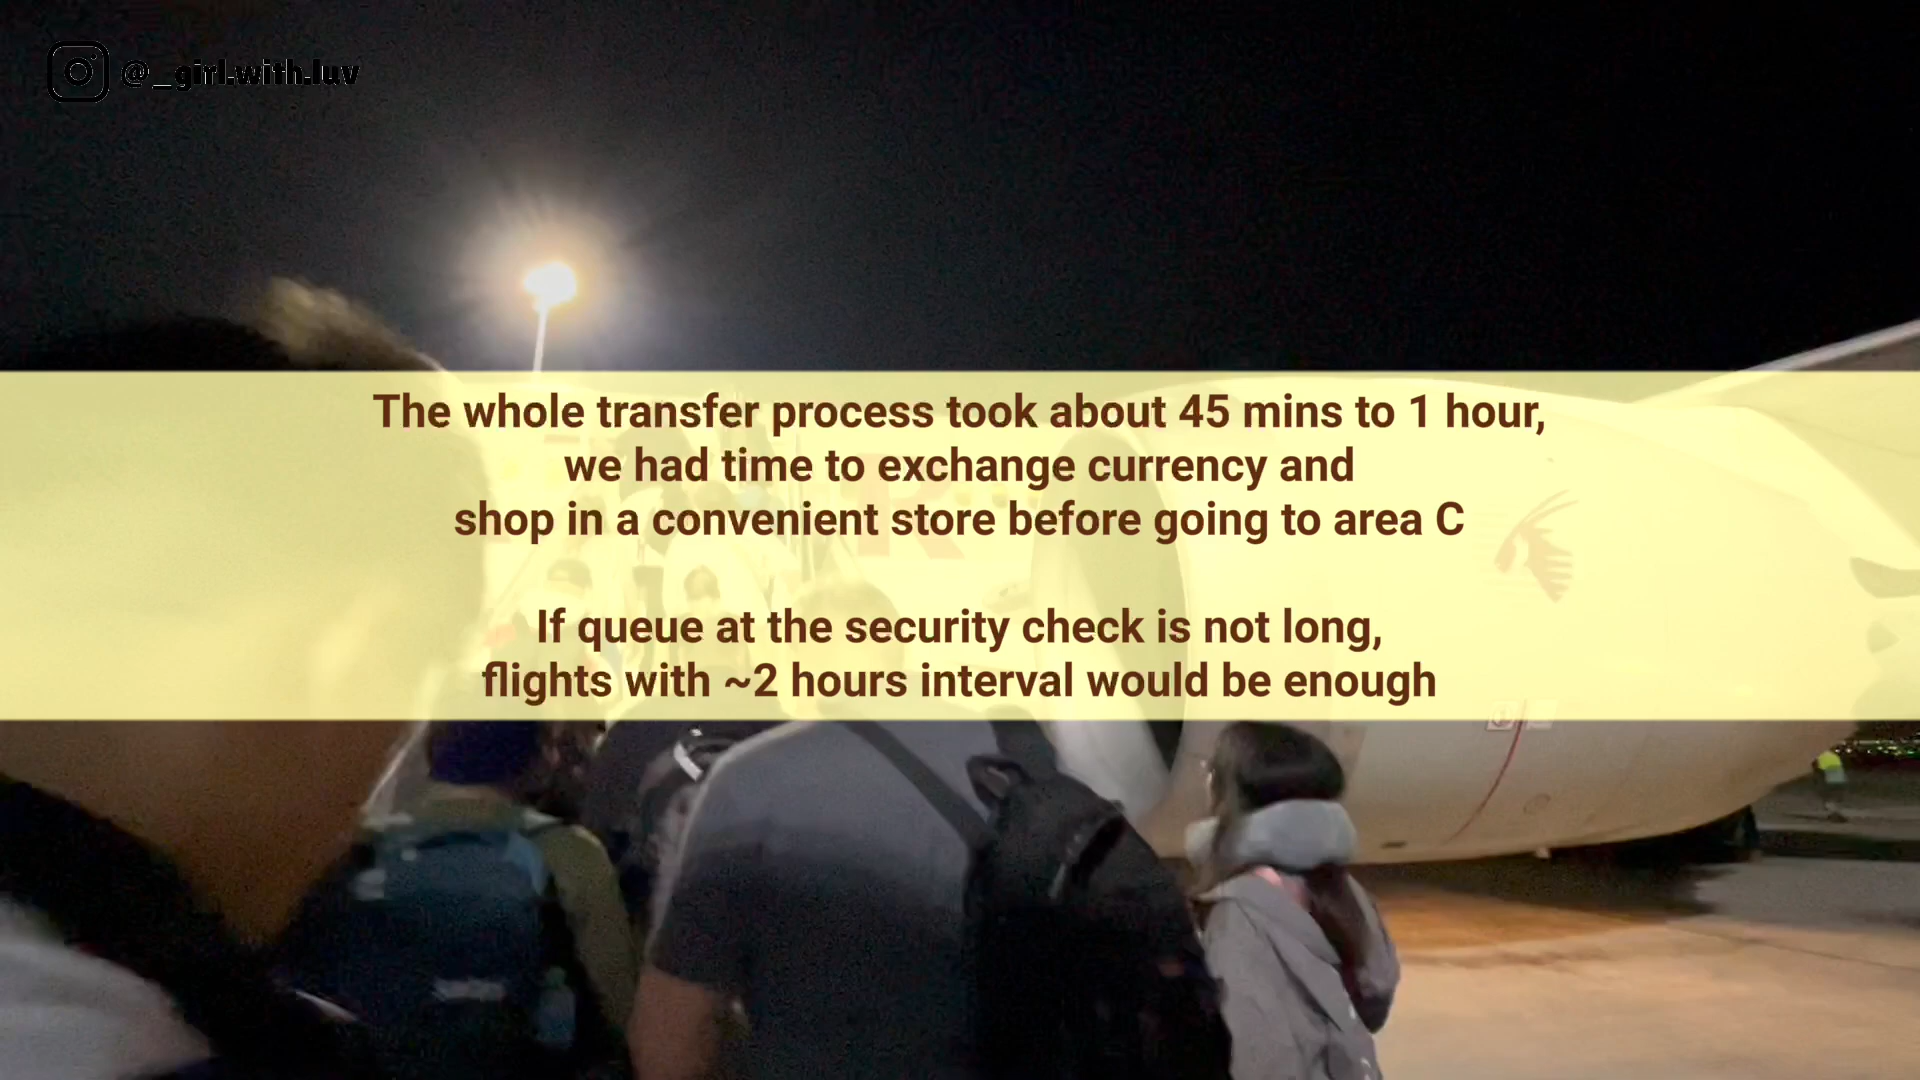 @_girl.with.luv
The whole transfer process took about 45 mins to 1 hour,
we had time to exchange currency and
shop in a convenient store before going to area C
If queue at the security check is not long,
flights with ~2 hours interval would be enough